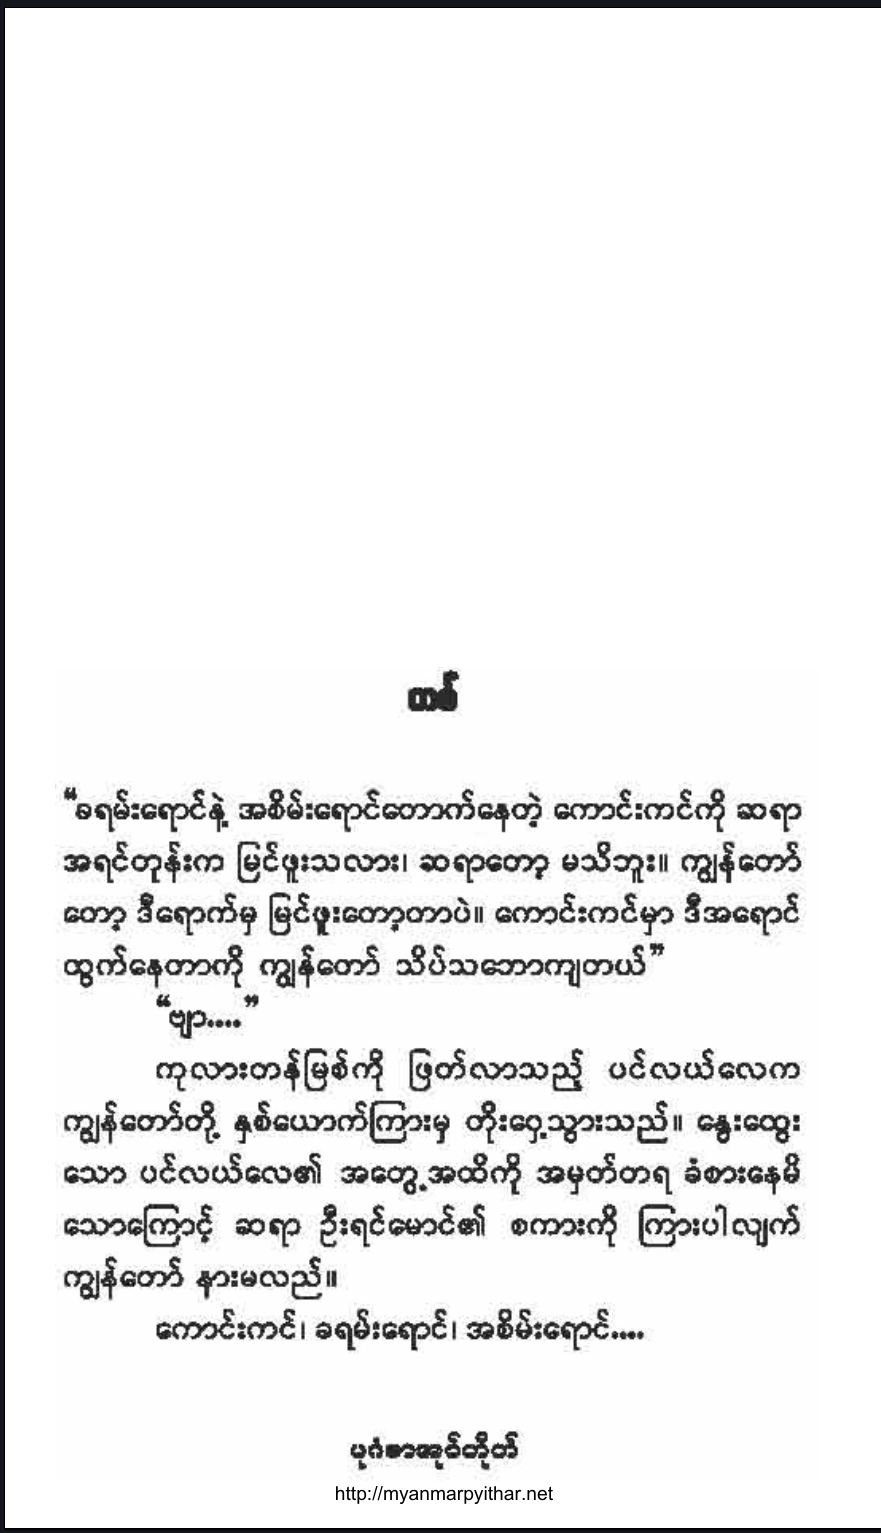 တစ်
“ခရမ်းရောင်နဲ့ အစိမ်းရောင်တောက်နေတဲ့ ကောင်းကင်ကို ဆရာ
အရင်တုန်းက မြင်ဖူးသလား၊ ဆရာတော့ မသိဘူး။ ကျွန်တော်
တော့ ဒီရောက်မှ မြင်ဖူးတော့တာပဲ။ ကောင်းကင်မှာ ဒီအရောင်
ထွက်နေတာကို ကျွန်တော် သိပ်သဘောကျတယ်”
“ဗျာ....”
ကုလားတန်မြစ်ကို ဖြတ်လာသည့် ပင်လယ်လေက
ကျွန်တော်တို့ နှစ်ယောက်ကြားမှ တိုးဝှေ့သွားသည်။ နွေးထွေး
သော ပင်လယ်လေ၏ အတွေ့အထိကို အမှတ်တရ ခံစားနေမိ
သောကြောင့် ဆရာ ဦးရင်မောင်၏ စကားကို ကြားပါလျက်
ကျွန်တော် နားမလည်။
ကောင်းကင်၊ ခရမ်းရောင်၊ အစိမ်းရောင်....
ပုဂံစာအုပ်တိုက်
http://myanmarpyithar.net